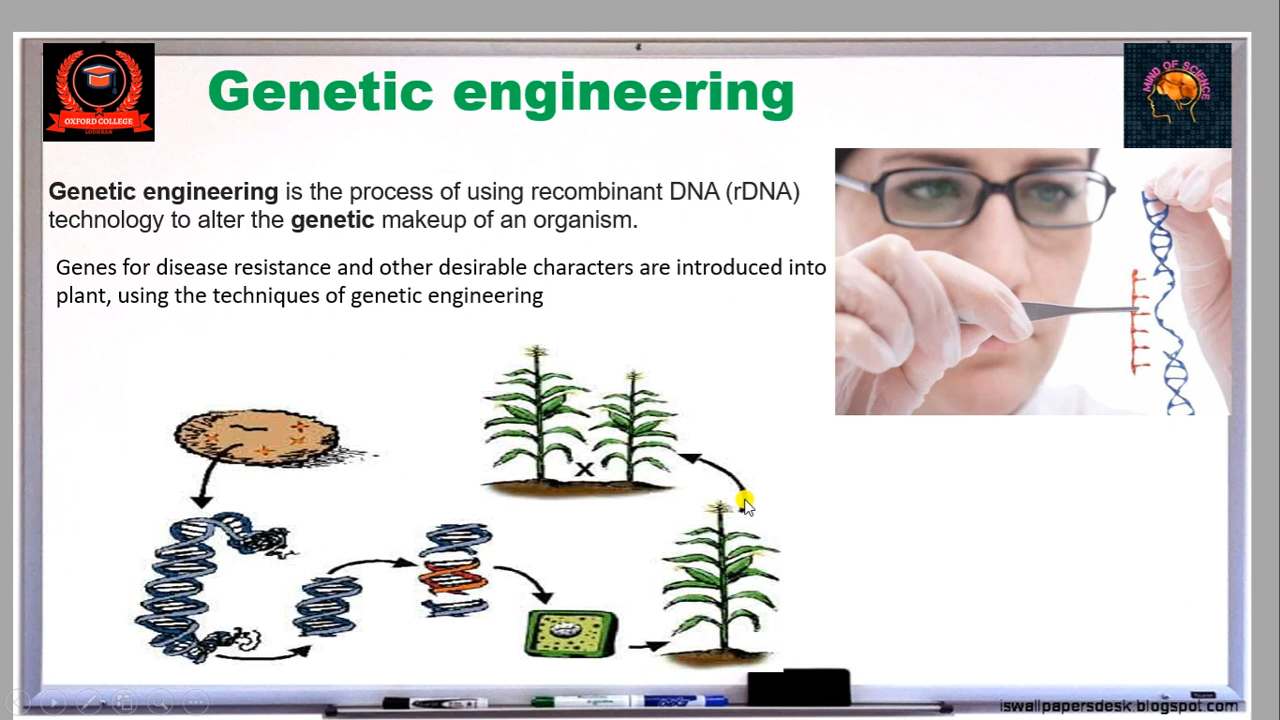 OXFORD COLLEGE
LODHRAN
Genetic engineering
MIND OF SCIENCE
Genetic engineering is the process of using recombinant DNA (rDNA)
technology to alter the genetic makeup of an organism.
Genes for disease resistance and other desirable characters are introduced into
plant, using the techniques of genetic engineering
X
iswallpapersdesk.blogspot.com